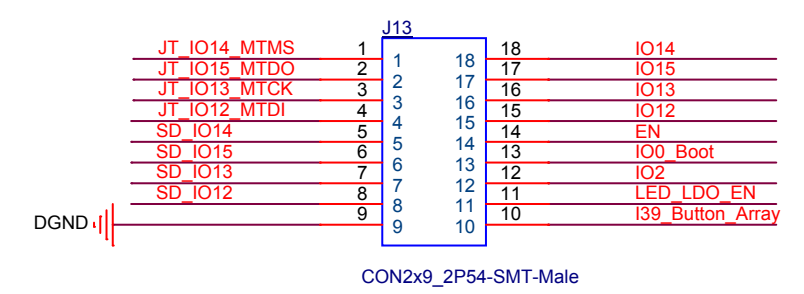 J13
JT_IO14_MTMS 1 1 18 18 IO14
JT_IO15_MTDO 2 2 17 17 IO15
JT_IO13_MTCK 3 3 16 16 IO13
JT_IO12_MTDI 4 4 15 15 IO12
SD_IO14 5 5 14 14 EN
SD_IO15 6 6 13 13 IO0_Boot
SD_IO13 7 7 12 12 IO2
SD_IO12 8 8 11 11 LED_LDO_EN
DGND 9 9 10 10 I39_Button_Array
CON2x9_2P54-SMT-Male